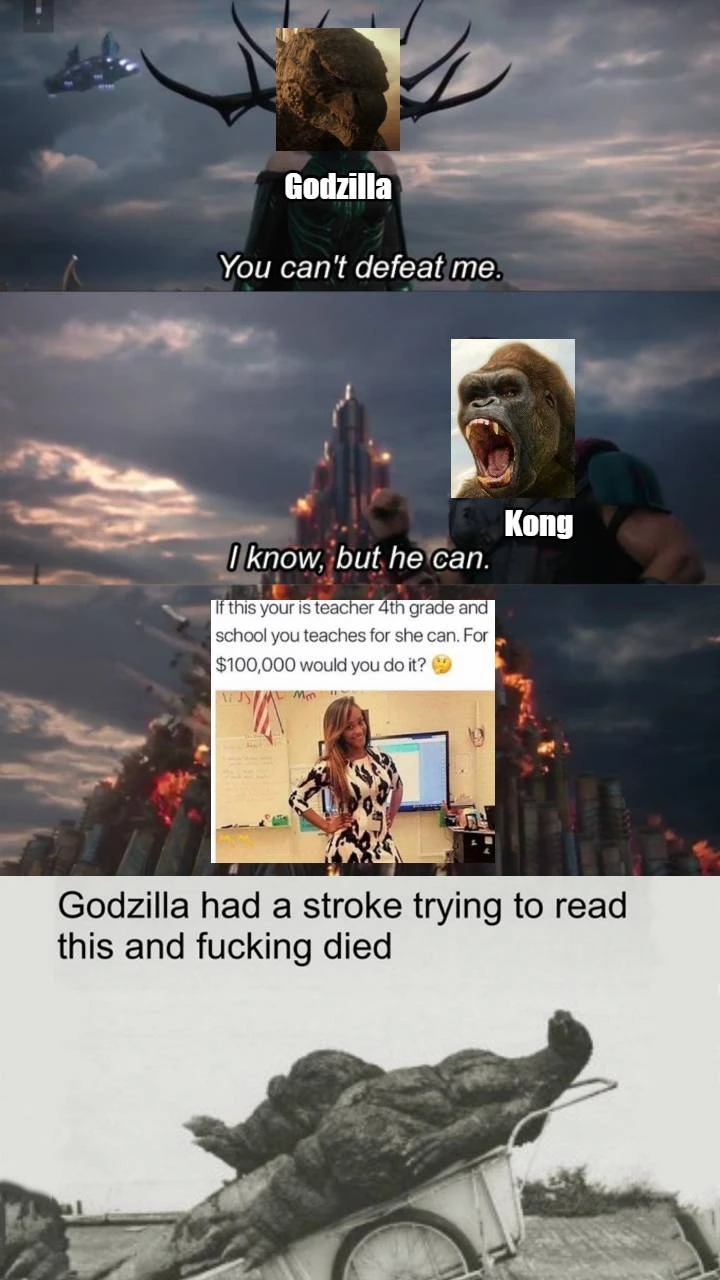 Godzilla
You can't defeat me.
Kong
I know, but he can.
If this your is teacher 4th grade and
school you teaches for she can. For
$100,000 would you do it? 🤔
Godzilla had a stroke trying to read
this and fucking died